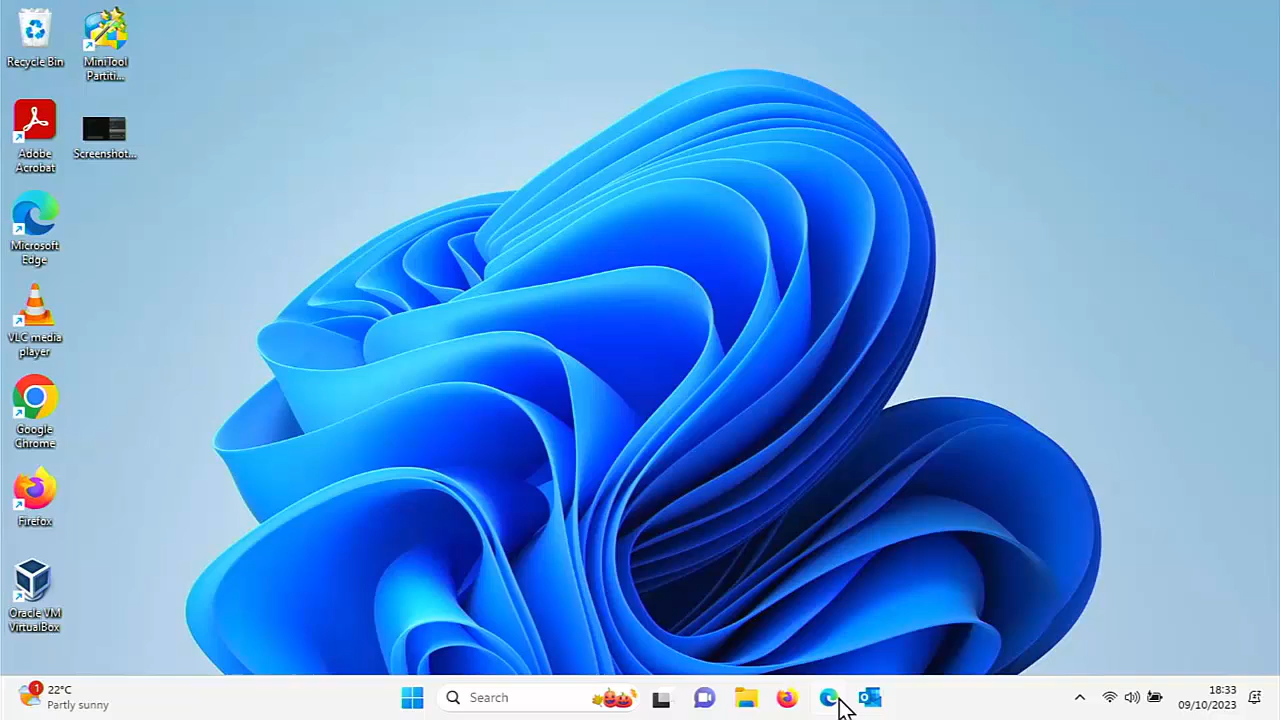 Recycle Bin
MiniTool
Partiti...
Adobe
Acrobat
Screenshot...
Microsoft
Edge
VLC media
player
Google
Chrome
Firefox
Oracle VM
VirtualBox
1
22°C
Partly sunny
Search
18:33
09/10/2023